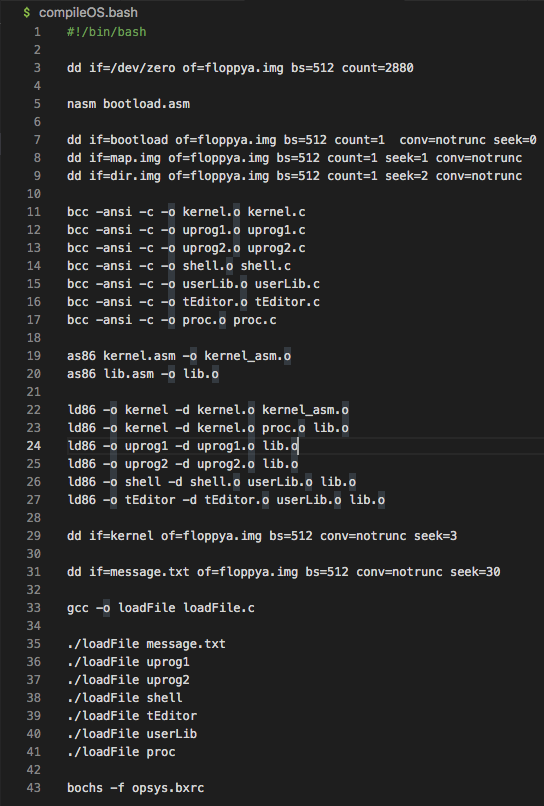 $ compileOS.bash
1 #!/bin/bash
2
3 dd if=/dev/zero of=floppya.img bs=512 count=2880
4
5 nasm bootload.asm
6
7 dd if=bootload of=floppya.img bs=512 count=1  conv=notrunc seek=0
8 dd if=map.img of=floppya.img bs=512 count=1 seek=1 conv=notrunc
9 dd if=dir.img of=floppya.img bs=512 count=1 seek=2 conv=notrunc
10
11 bcc -ansi -c -o kernel.o kernel.c
12 bcc -ansi -c -o uprog1.o uprog1.c
13 bcc -ansi -c -o uprog2.o uprog2.c
14 bcc -ansi -c -o shell.o shell.c
15 bcc -ansi -c -o userLib.o userLib.c
16 bcc -ansi -c -o tEditor.o tEditor.c
17 bcc -ansi -c -o proc.o proc.c
18
19 as86 kernel.asm -o kernel_asm.o
20 as86 lib.asm -o lib.o
21
22 ld86 -o kernel -d kernel.o kernel_asm.o
23 ld86 -o kernel -d kernel.o proc.o lib.o
24 ld86 -o uprog1 -d uprog1.o lib.o
25 ld86 -o uprog2 -d uprog2.o lib.o
26 ld86 -o shell -d shell.o userLib.o lib.o
27 ld86 -o tEditor -d tEditor.o userLib.o lib.o
28
29 dd if=kernel of=floppya.img bs=512 conv=notrunc seek=3
30
31 dd if=message.txt of=floppya.img bs=512 conv=notrunc seek=30
32
33 gcc -o loadFile loadFile.c
34
35 ./loadFile message.txt
36 ./loadFile uprog1
37 ./loadFile uprog2
38 ./loadFile shell
39 ./loadFile tEditor
40 ./loadFile userLib
41 ./loadFile proc
42
43 bochs -f opsys.bxrc